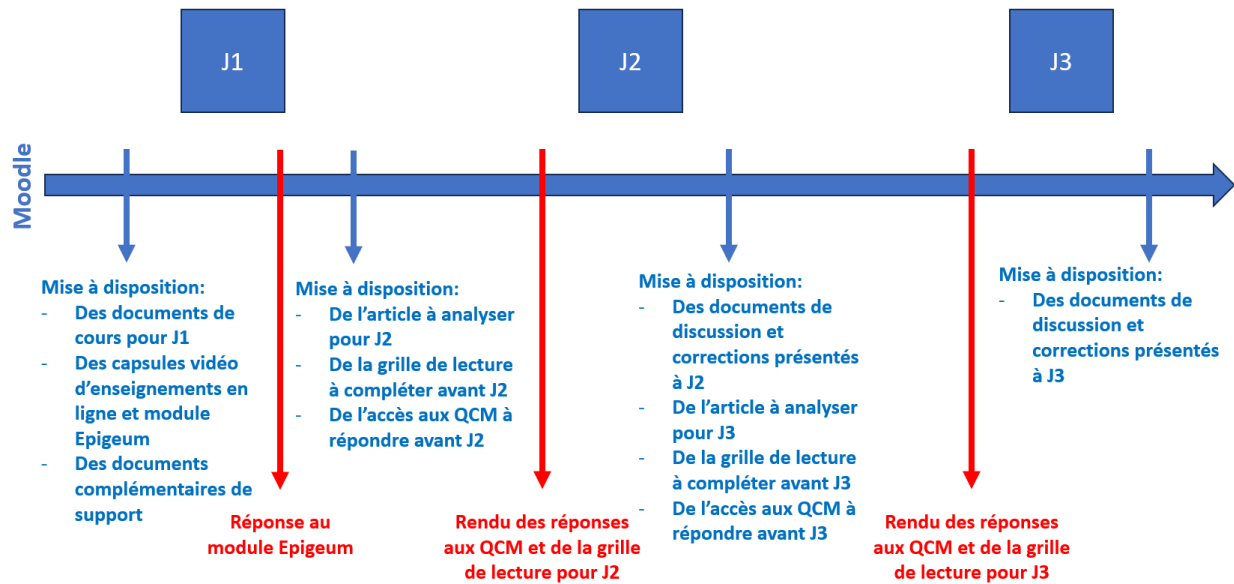 J1
J2
J3
Moodle
Mise à disposition:
- Des documents de
cours pour J1
- Des capsules vidéo
d'enseignements en
ligne et module
Epigeum
- Des documents
complémentaires de
support
Réponse au
module Epigeum
Mise à disposition:
- De l'article à analyser
pour J2
- De la grille de lecture
à compléter avant J2
- De l'accès aux QCM à
répondre avant J2
Rendu des réponses
aux QCM et de la grille
de lecture pour J2
Mise à disposition:
- Des documents de
discussion et
corrections présentés
à J2
- De l'article à analyser
pour J3
- De la grille de lecture
à compléter avant J3
- De l'accès aux QCM à
répondre avant J3
Rendu des réponses
aux QCM et de la grille
de lecture pour J3
Mise à disposition:
- Des documents de
discussion et
corrections présentés
à J3